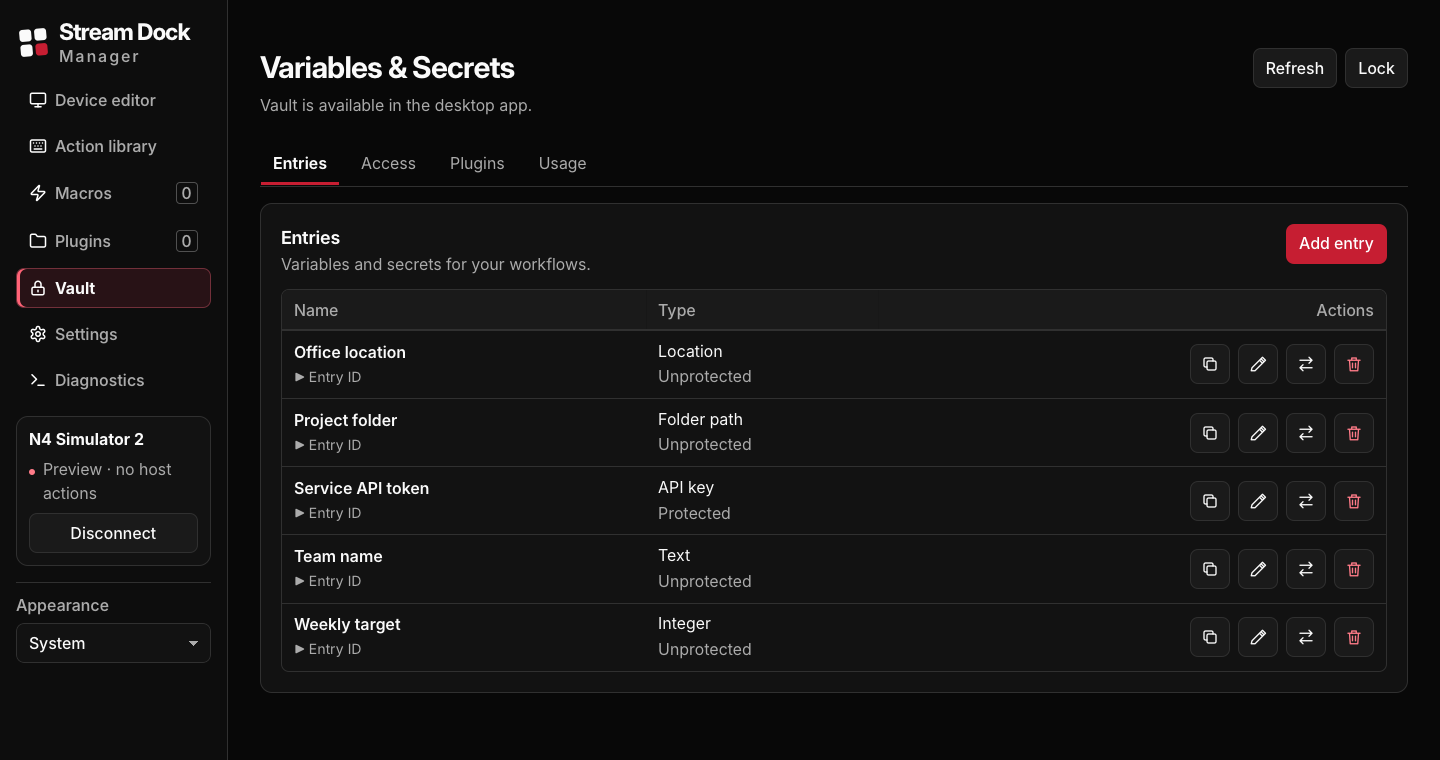 Stream Dock
Manager
Device editor
Action library
Macros 0
Plugins 0
Vault
Settings
Diagnostics
N4 Simulator 2
Preview · no host
actions
Disconnect
Appearance
System
Variables & Secrets
Vault is available in the desktop app.
Refresh Lock
Entries Access Plugins Usage
Entries
Variables and secrets for your workflows.
Add entry
Name Type Actions
Office location Location
Entry ID Unprotected
Project folder Folder path
Entry ID Unprotected
Service API token API key
Entry ID Protected
Team name Text
Entry ID Unprotected
Weekly target Integer
Entry ID Unprotected